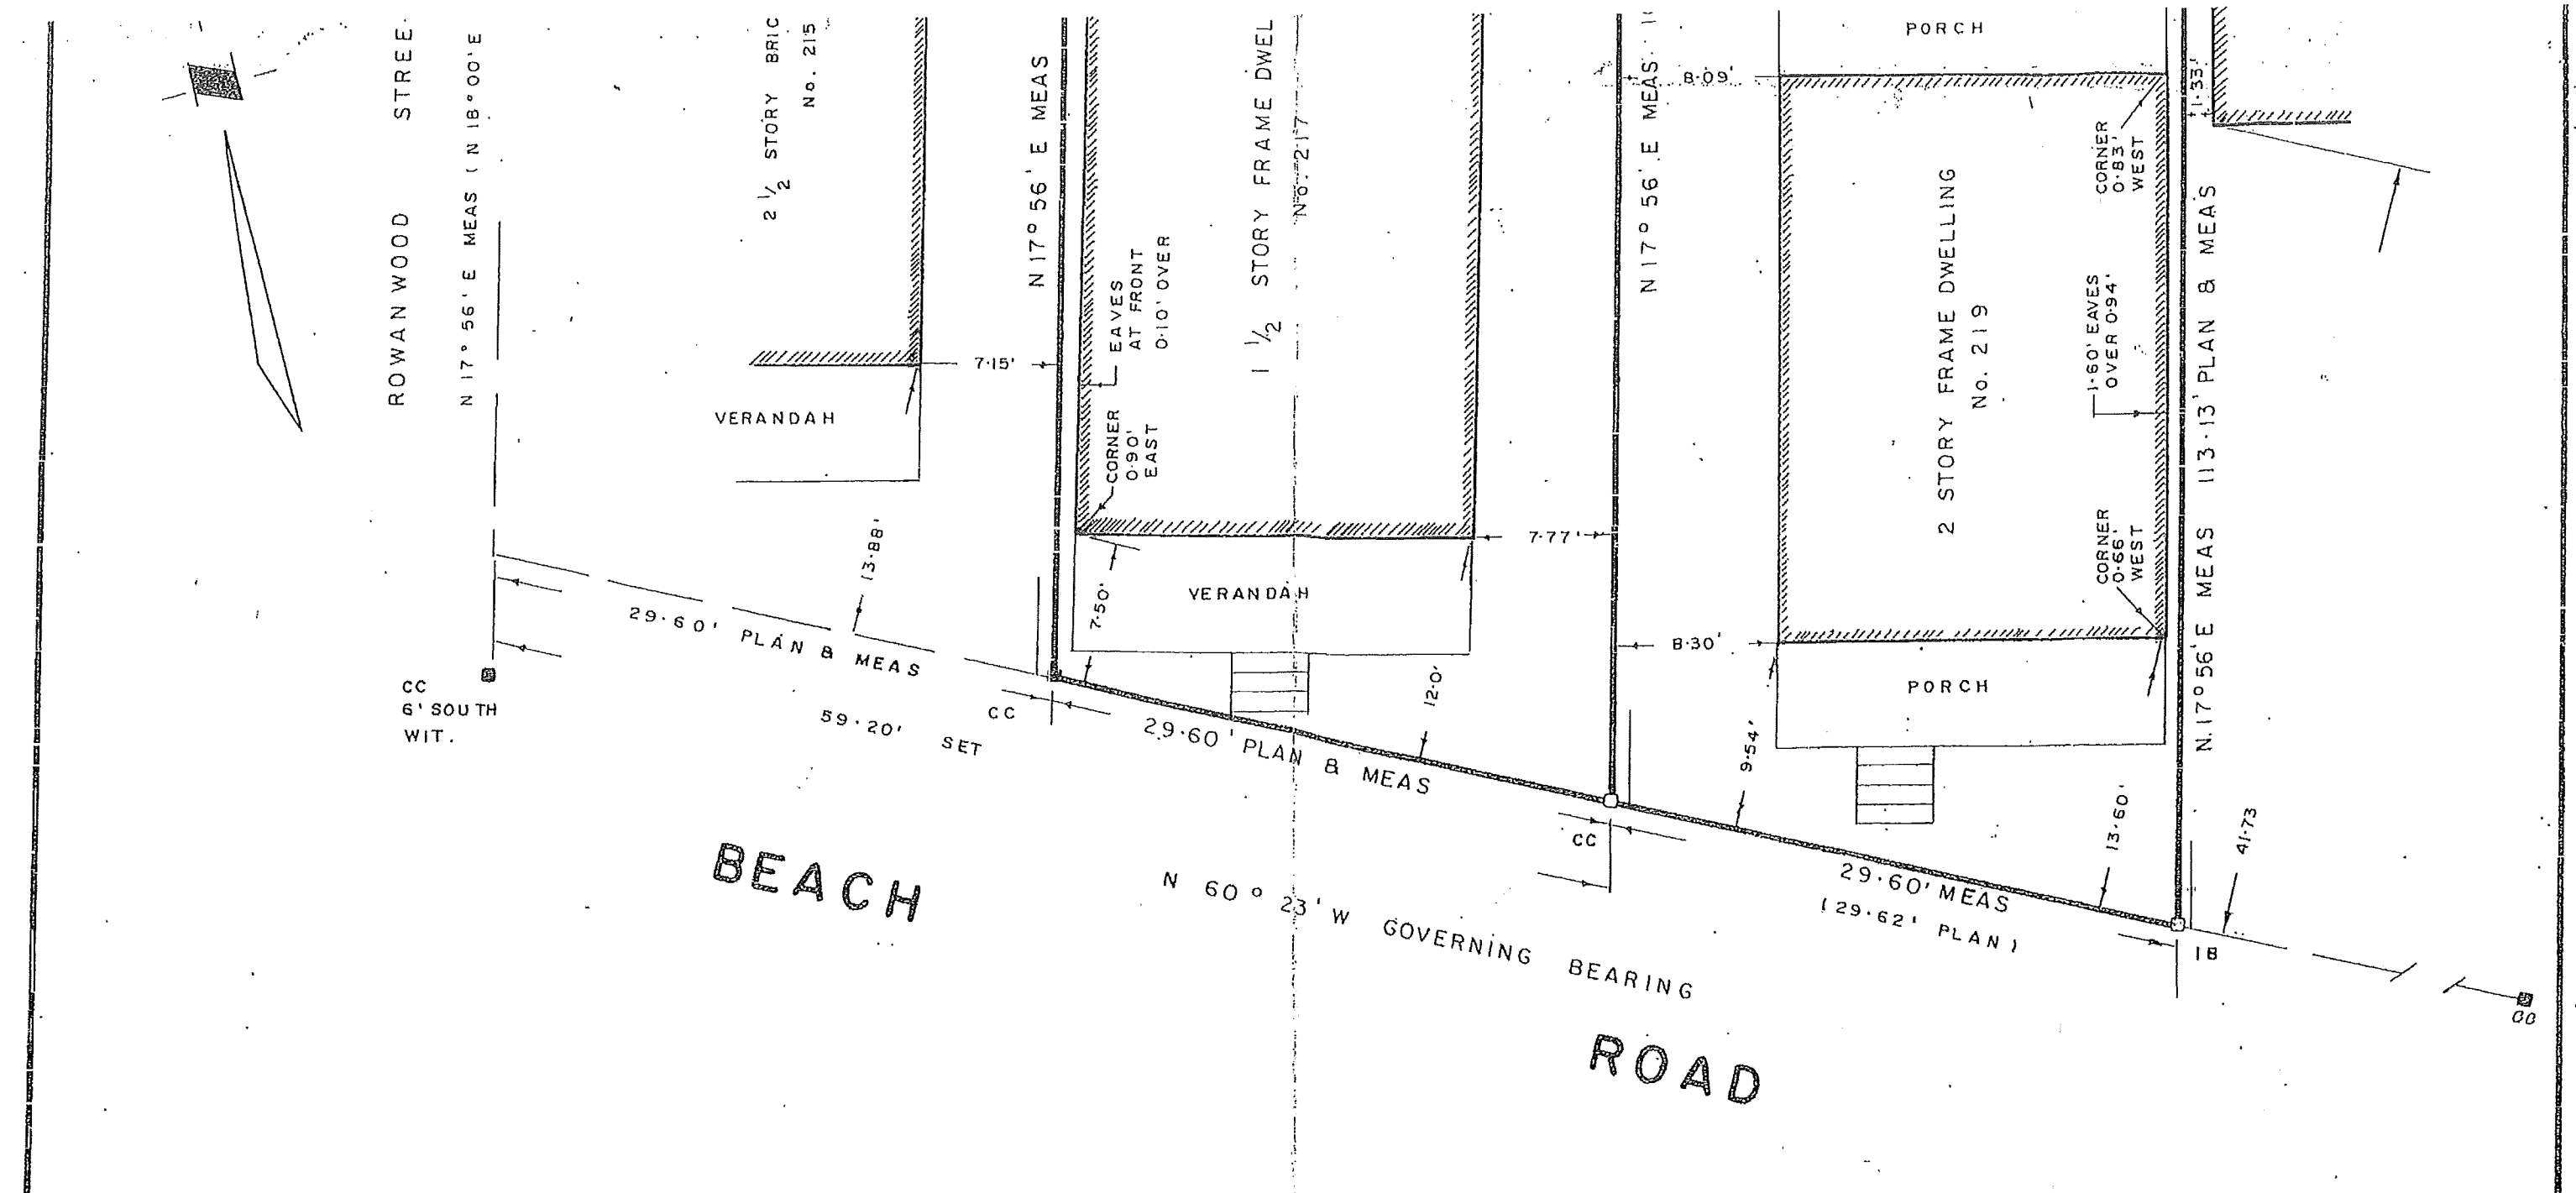 ROWANWOOD STREE
N 17° 56' E MEAS ( N 18° 00' E
2 1/2 STORY BRIC
No. 215
VERANDAH
7.15'
N 17° 56' E MEAS
EAVES
AT FRONT
0.10' OVER
CORNER
0.90'
EAST
1 1/2 STORY FRAME DWEL
No. 217
7.77'
VERANDAH
7.50'
12.0'
13.88'
29.60' PLAN & MEAS
59.20' SET
CC
6' SOUTH
WIT.
CC
29.60' PLAN & MEAS
N 17° 56' E MEAS
8.09'
PORCH
CORNER
0.83'
WEST
1.33'
2 STORY FRAME DWELLING
No. 219
1.60' EAVES
OVER 0.94'
CORNER
0.66'
WEST
8.30'
PORCH
N. 17° 56' E MEAS 113.13' PLAN & MEAS
9.54'
13.60'
41.73
CC
29.60' MEAS
(29.62' PLAN)
IB
CC
BEACH ROAD
N 60° 23' W GOVERNING BEARING